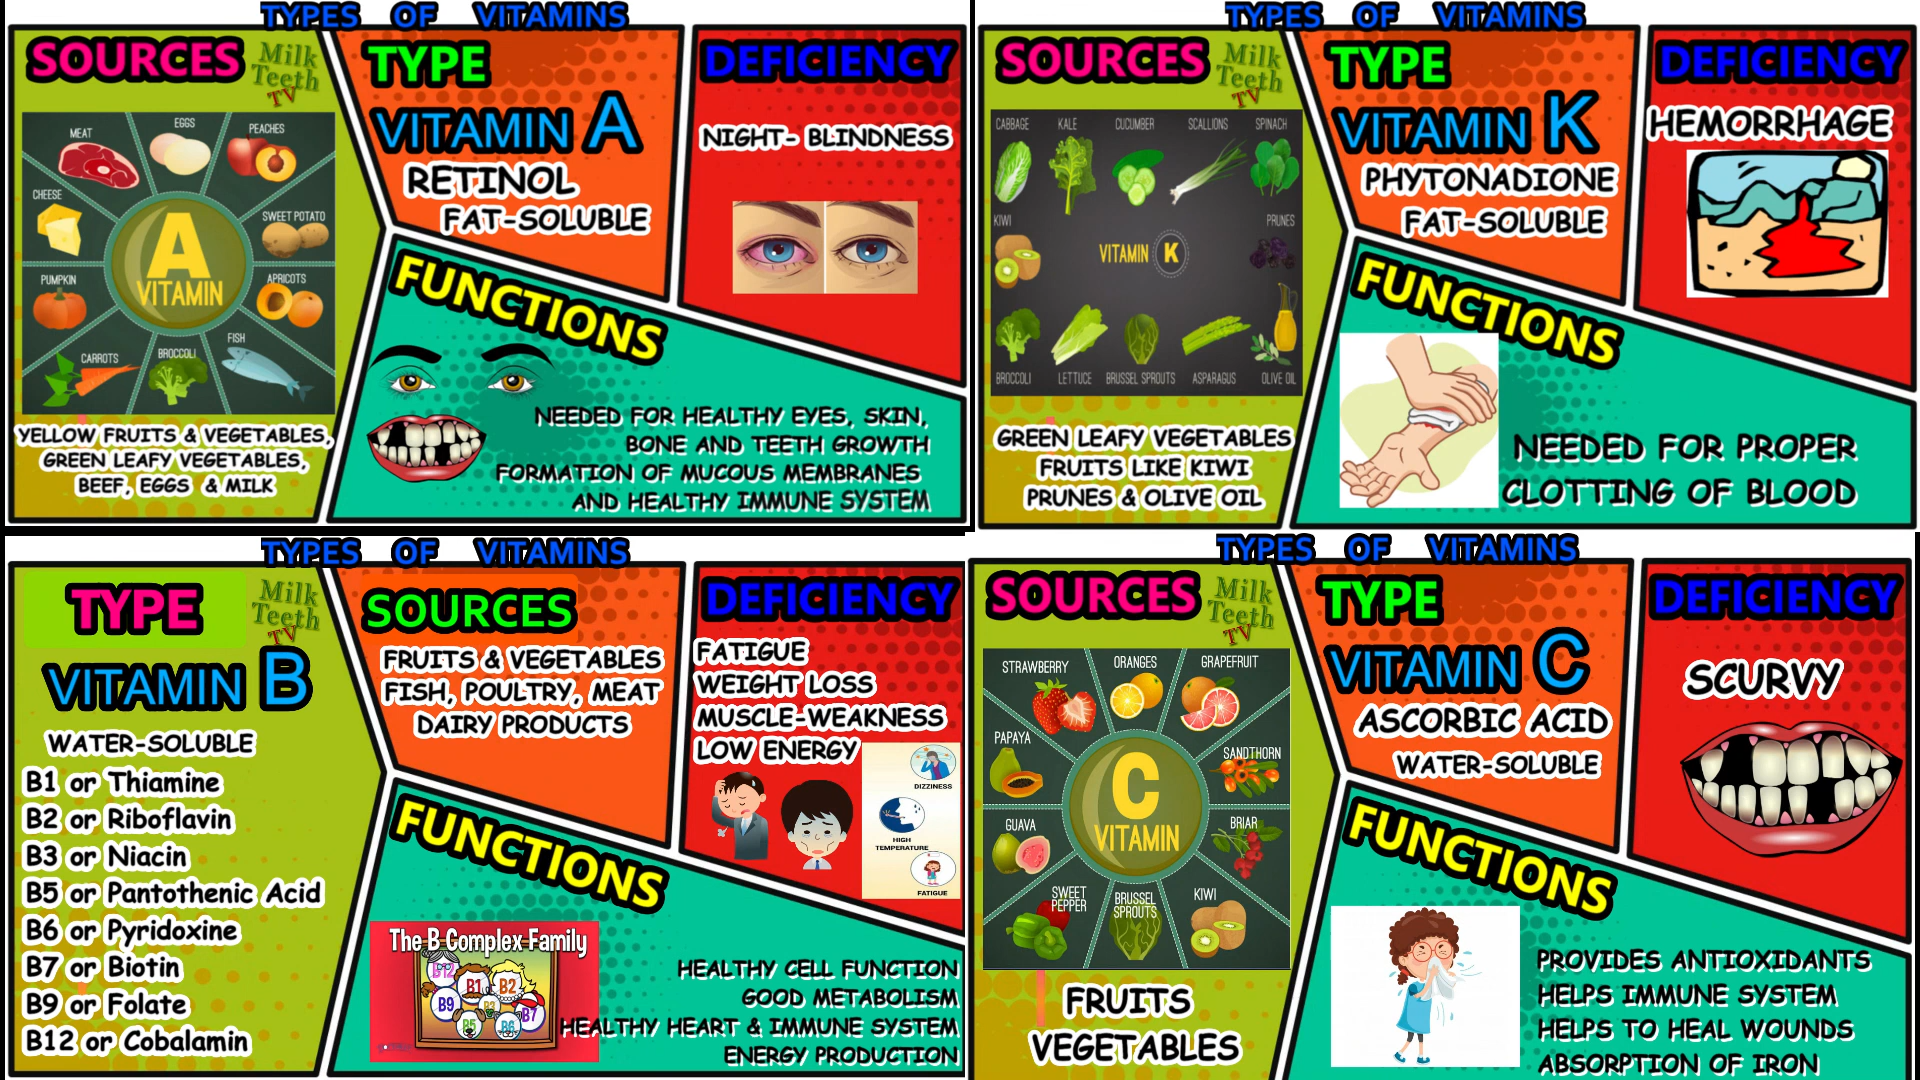 TYPES OF VITAMINS
SOURCES
Milk
Teeth
TV
MEAT
EGGS
PEACHES
CHEESE
SWEET POTATO
PUMPKIN
APRICOTS
CARROTS
BROCCOLI
FISH
A
VITAMIN
YELLOW FRUITS & VEGETABLES,
GREEN LEAFY VEGETABLES,
BEEF, EGGS & MILK
TYPE
VITAMIN A
RETINOL
FAT-SOLUBLE
DEFICIENCY
NIGHT- BLINDNESS
FUNCTIONS
NEEDED FOR HEALTHY EYES, SKIN,
BONE AND TEETH GROWTH
FORMATION OF MUCOUS MEMBRANES
AND HEALTHY IMMUNE SYSTEM
TYPES OF VITAMINS
SOURCES
Milk
Teeth
TV
CABBAGE
KALE
CUCUMBER
SCALLIONS
SPINACH
KIWI
PRUNES
VITAMIN K
BROCCOLI
LETTUCE
BRUSSEL SPROUTS
ASPARAGUS
OLIVE OIL
GREEN LEAFY VEGETABLES
FRUITS LIKE KIWI
PRUNES & OLIVE OIL
TYPE
VITAMIN K
PHYTONADIONE
FAT-SOLUBLE
DEFICIENCY
HEMORRHAGE
FUNCTIONS
NEEDED FOR PROPER
CLOTTING OF BLOOD
TYPES OF VITAMINS
TYPE
Milk
Teeth
TV
VITAMIN B
WATER-SOLUBLE
B1 or Thiamine
B2 or Riboflavin
B3 or Niacin
B5 or Pantothenic Acid
B6 or Pyridoxine
B7 or Biotin
B9 or Folate
B12 or Cobalamin
SOURCES
FRUITS & VEGETABLES
FISH, POULTRY, MEAT
DAIRY PRODUCTS
DEFICIENCY
FATIGUE
WEIGHT LOSS
MUSCLE-WEAKNESS
LOW ENERGY
DIZZINESS
HIGH
TEMPERATURE
FATIGUE
FUNCTIONS
The B Complex Family
B12
B1
B2
B9
B3
B7
B5
B6
HEALTHY CELL FUNCTION
GOOD METABOLISM
HEALTHY HEART & IMMUNE SYSTEM
ENERGY PRODUCTION
TYPES OF VITAMINS
SOURCES
Milk
Teeth
TV
STRAWBERRY
ORANGES
GRAPEFRUIT
PAPAYA
SANDTHORN
GUAVA
BRIAR
SWEET
PEPPER
BRUSSEL
SPROUTS
KIWI
C
VITAMIN
FRUITS
VEGETABLES
TYPE
VITAMIN C
ASCORBIC ACID
WATER-SOLUBLE
DEFICIENCY
SCURVY
FUNCTIONS
PROVIDES ANTIOXIDANTS
HELPS IMMUNE SYSTEM
HELPS TO HEAL WOUNDS
ABSORPTION OF IRON